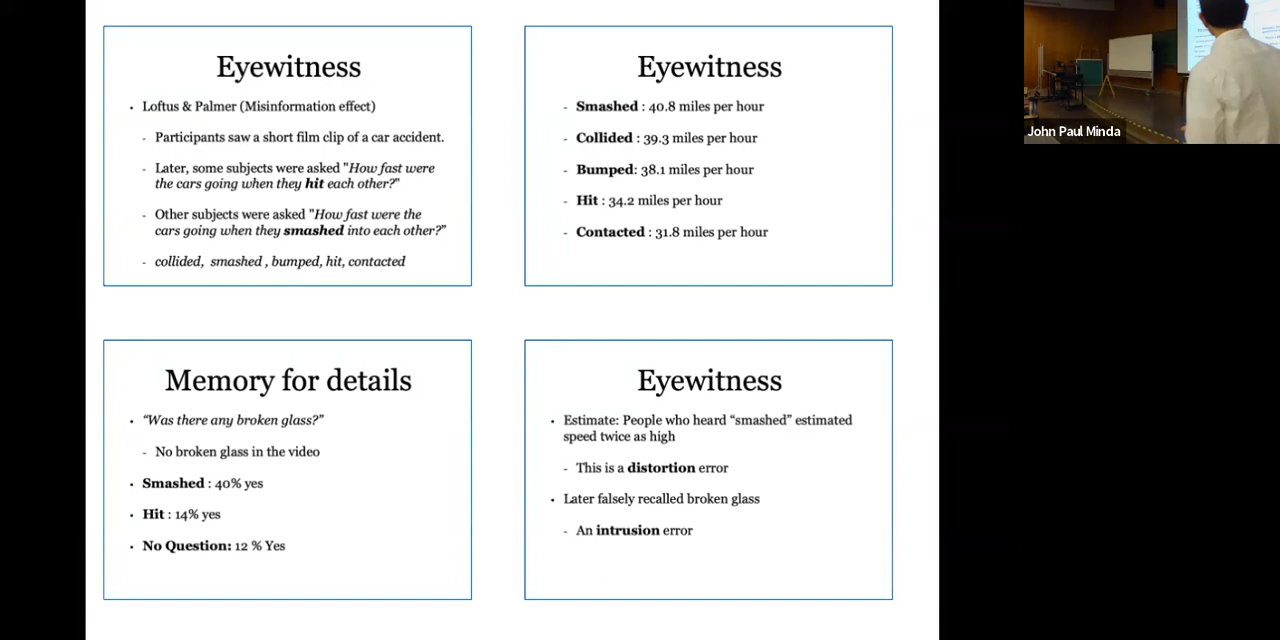 Eyewitness
• Loftus & Palmer (Misinformation effect)
- Participants saw a short film clip of a car accident.
- Later, some subjects were asked "How fast were
the cars going when they hit each other?"
- Other subjects were asked "How fast were the
cars going when they smashed into each other?”
- collided, smashed , bumped, hit, contacted
Eyewitness
- Smashed : 40.8 miles per hour
- Collided : 39.3 miles per hour
- Bumped: 38.1 miles per hour
- Hit : 34.2 miles per hour
- Contacted : 31.8 miles per hour
Memory for details
• “Was there any broken glass?”
- No broken glass in the video
• Smashed : 40% yes
• Hit : 14% yes
• No Question: 12 % Yes
Eyewitness
• Estimate: People who heard “smashed” estimated
speed twice as high
- This is a distortion error
• Later falsely recalled broken glass
- An intrusion error
John Paul Minda